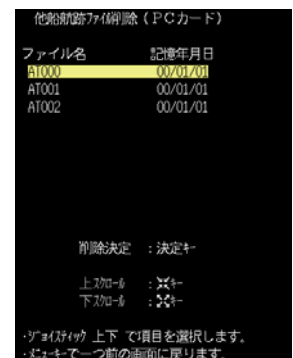 他船航跡ﾌｧｲﾙ削除（ＰＣカード）
ファイル名 記憶年月日
AT000 00/01/01
AT001 00/01/01
AT002 00/01/01
削除決定 ：決定ｷｰ
上ｽｸﾛｰﾙ ： ｷｰ
下ｽｸﾛｰﾙ ： ｷｰ
･ｼﾞｮｲｽﾃｨｯｸ 上下 で項目を選択します。
･ﾒﾆｭｰｷｰで一つ前の画面に戻ります。